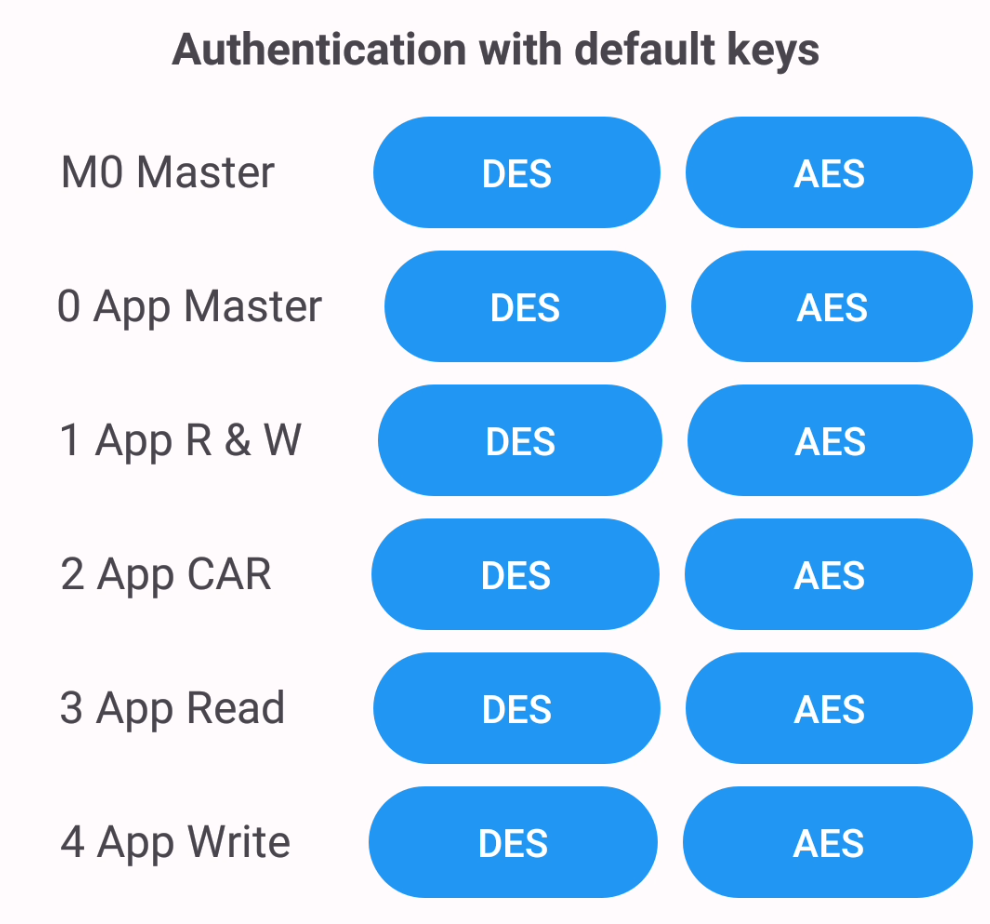 Authentication with default keys
M0 Master DES AES
0 App Master DES AES
1 App R & W DES AES
2 App CAR DES AES
3 App Read DES AES
4 App Write DES AES